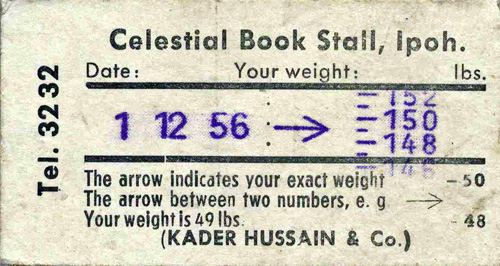 Celestial Book Stall, Ipoh.
Tel. 3232
Date: Your weight: lbs.
152
1 12 56 → 150
148
146
The arrow indicates your exact weight -50
The arrow between two numbers, e. g →
Your weight is 49 lbs. -48
(KADER HUSSAIN & Co.)